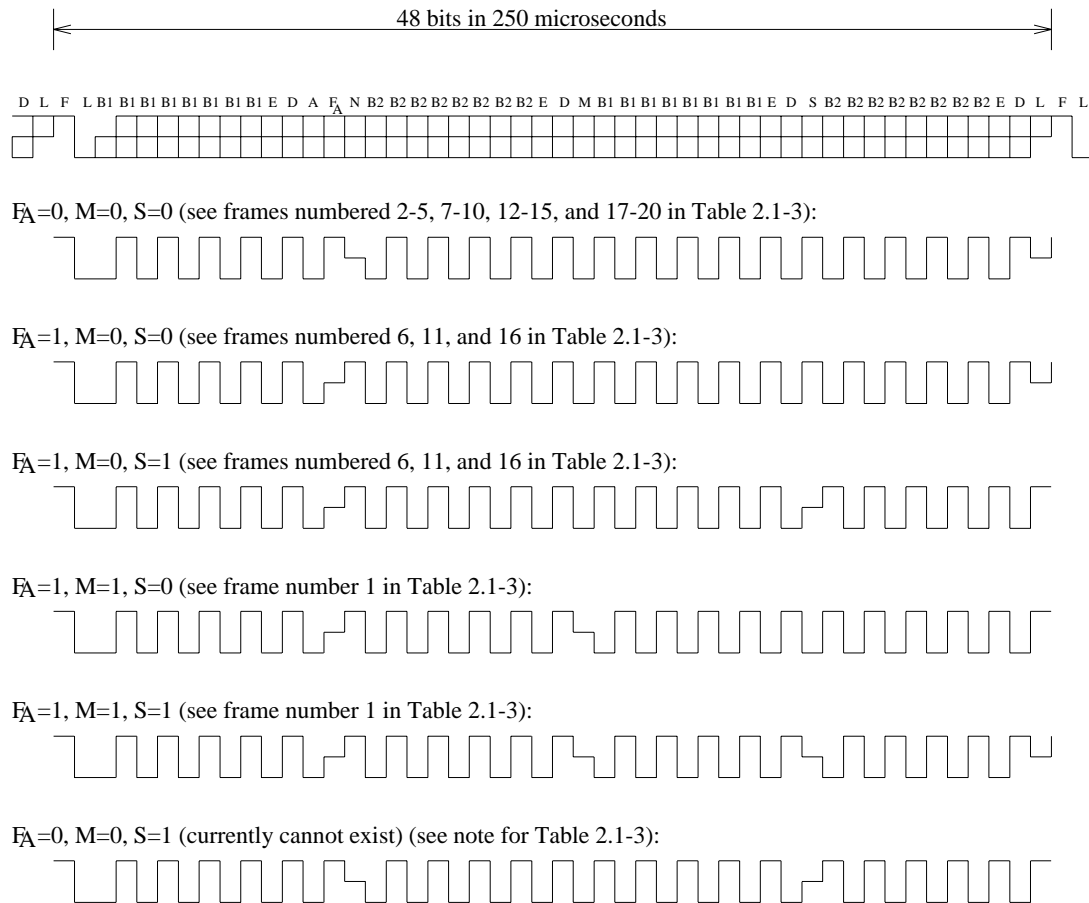 48 bits in 250 microseconds
D L F L B1 B1 B1 B1 B1 B1 B1 B1 E D A FA N B2 B2 B2 B2 B2 B2 B2 B2 E D M B1 B1 B1 B1 B1 B1 B1 B1 E D S B2 B2 B2 B2 B2 B2 B2 B2 E D L F L
FA=0, M=0, S=0 (see frames numbered 2-5, 7-10, 12-15, and 17-20 in Table 2.1-3):
FA=1, M=0, S=0 (see frames numbered 6, 11, and 16 in Table 2.1-3):
FA=1, M=0, S=1 (see frames numbered 6, 11, and 16 in Table 2.1-3):
FA=1, M=1, S=0 (see frame number 1 in Table 2.1-3):
FA=1, M=1, S=1 (see frame number 1 in Table 2.1-3):
FA=0, M=0, S=1 (currently cannot exist) (see note for Table 2.1-3):